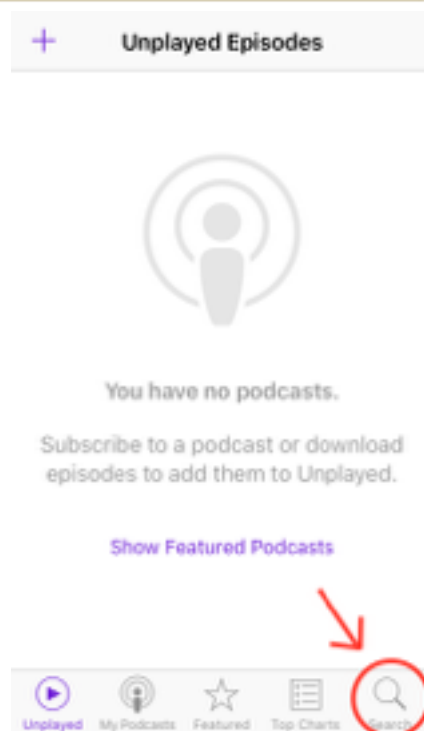 + Unplayed Episodes
You have no podcasts.
Subscribe to a podcast or download
episodes to add them to Unplayed.
Show Featured Podcasts
Unplayed My Podcasts Featured Top Charts Search